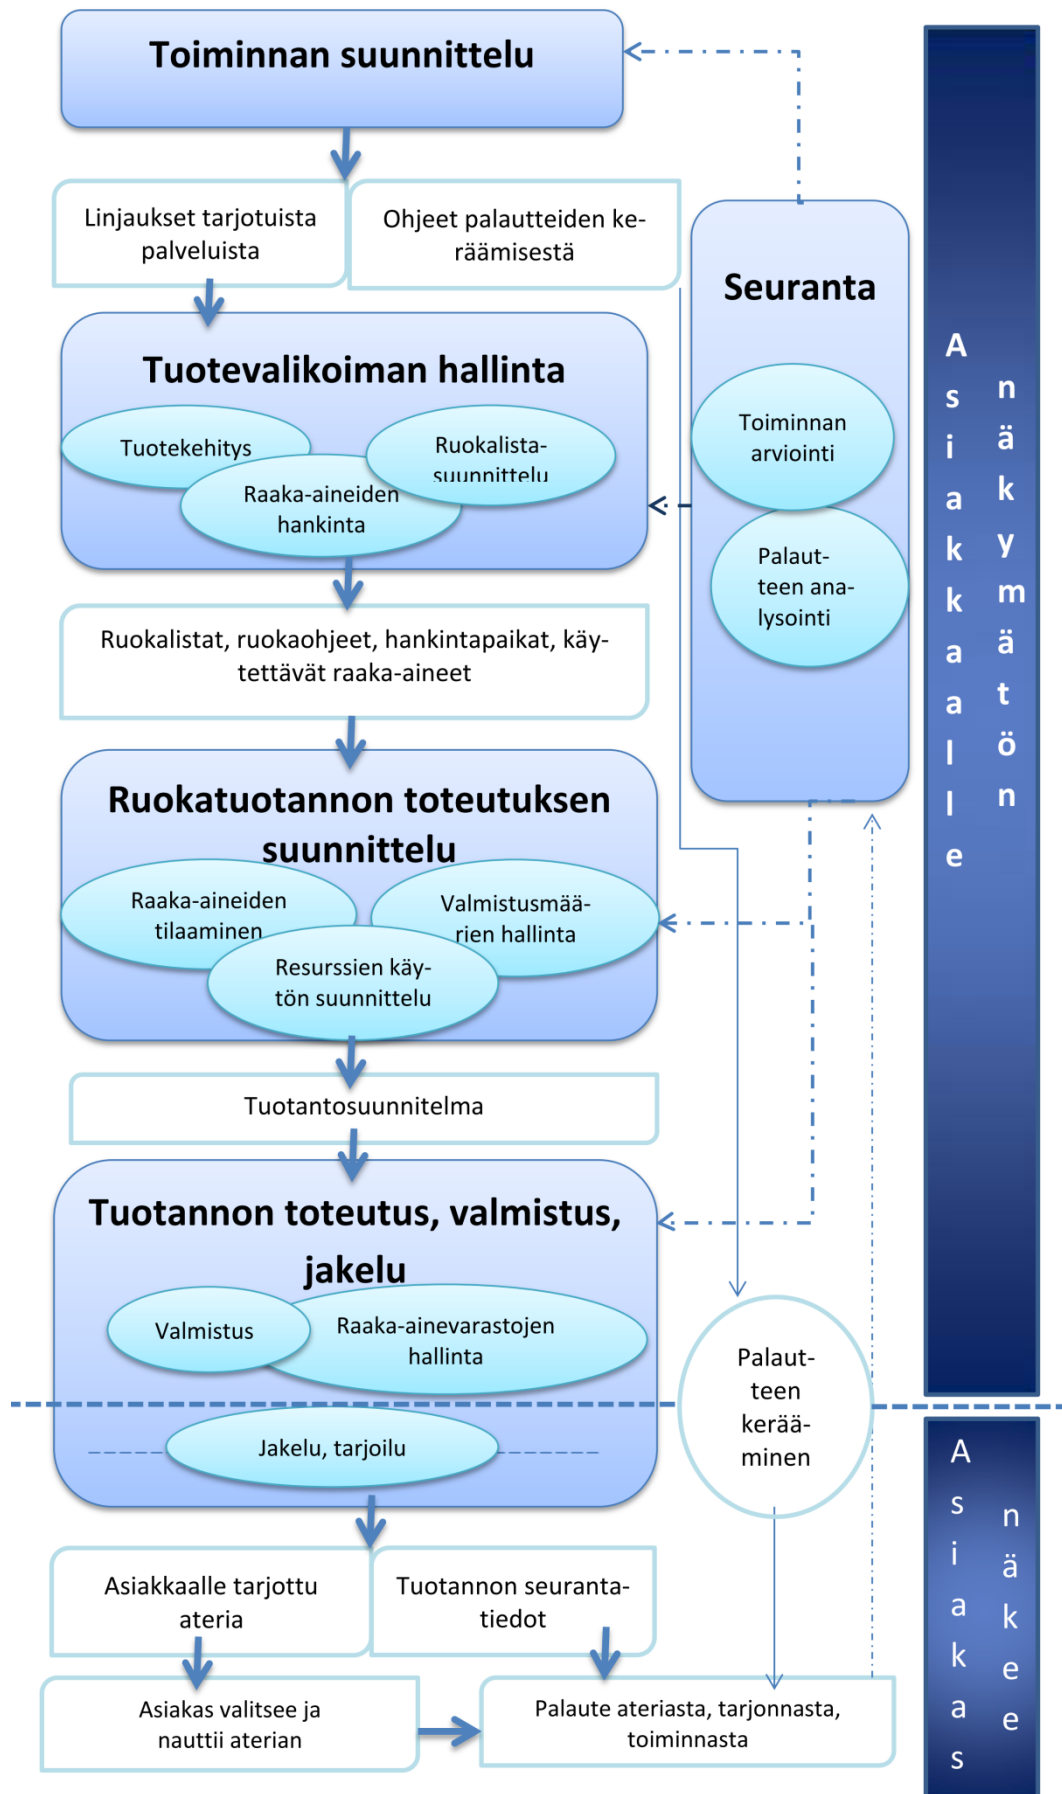 Toiminnan suunnittelu
Linjaukset tarjotuista
palveluista
Ohjeet palautteiden ke-
räämisestä
Seuranta
Toiminnan
arviointi
Palaut-
teen ana-
lysointi
Tuotevalikoiman hallinta
Tuotekehitys
Raaka-aineiden
hankinta
Ruokalista-
suunnittelu
Ruokalistat, ruokaohjeet, hankintapaikat, käy-
tettävät raaka-aineet
Ruokatuotannon toteutuksen
suunnittelu
Raaka-aineiden
tilaaminen
Valmistusmää-
rien hallinta
Resurssien käy-
tön suunnittelu
Tuotantosuunnitelma
Tuotannon toteutus, valmistus,
jakelu
Valmistus
Raaka-ainevarastojen
hallinta
Jakelu, tarjoilu
Palaut-
teen
kerää-
minen
Asiakkaalle tarjottu
ateria
Tuotannon seuranta-
tiedot
Asiakas valitsee ja
nauttii aterian
Palaute ateriasta, tarjonnasta,
toiminnasta
Asiakkaalle
näkymätön
Asiakas
näkee